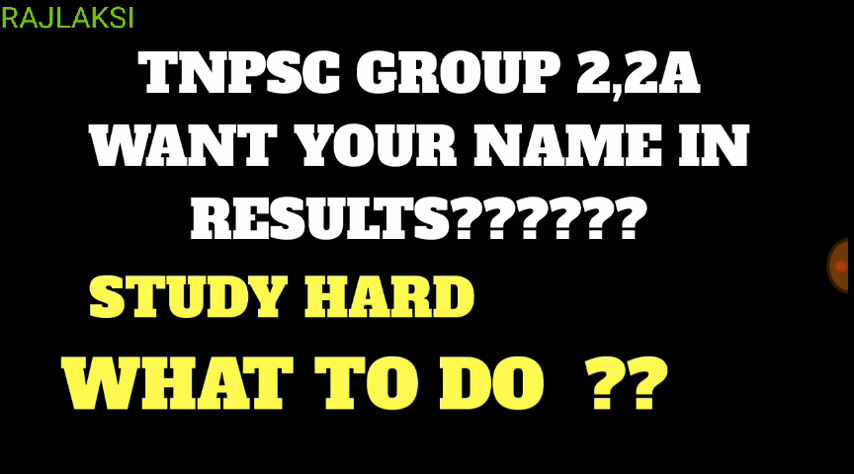 RAJLAKSI
TNPSC GROUP 2,2A
WANT YOUR NAME IN
RESULTS??????
STUDY HARD
WHAT TO DO ??